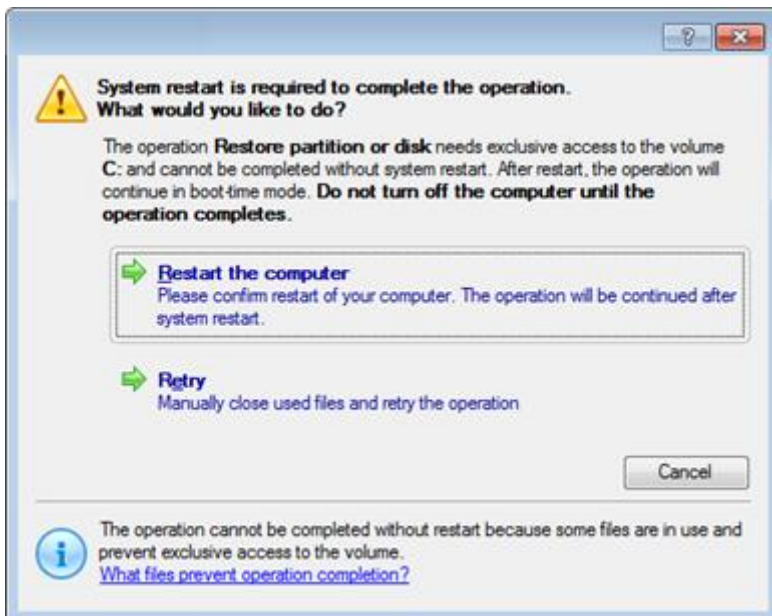 System restart is required to complete the operation.
What would you like to do?
The operation Restore partition or disk needs exclusive access to the volume
C: and cannot be completed without system restart. After restart, the operation will
continue in boot-time mode. Do not turn off the computer until the
operation completes.
Restart the computer
Please confirm restart of your computer. The operation will be continued after
system restart.
Retry
Manually close used files and retry the operation
Cancel
The operation cannot be completed without restart because some files are in use and
prevent exclusive access to the volume.
What files prevent operation completion?